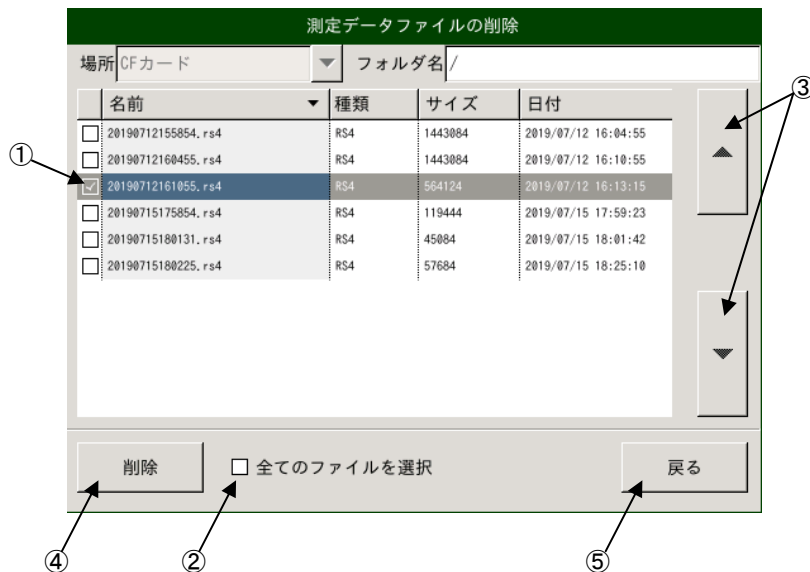 測定データファイルの削除
場所 CFカード フォルダ名 /
③
名前 種類 サイズ 日付
20190712155854.rs4 RS4 1443084 2019/07/12 16:04:55
①
20190712160455.rs4 RS4 1443084 2019/07/12 16:10:55
20190712161055.rs4 RS4 564124 2019/07/12 16:13:15
20190715175854.rs4 RS4 119444 2019/07/15 17:59:23
20190715180131.rs4 RS4 45084 2019/07/15 18:01:42
20190715180225.rs4 RS4 57684 2019/07/15 18:25:10
削除 全てのファイルを選択 戻る
④ ② ⑤